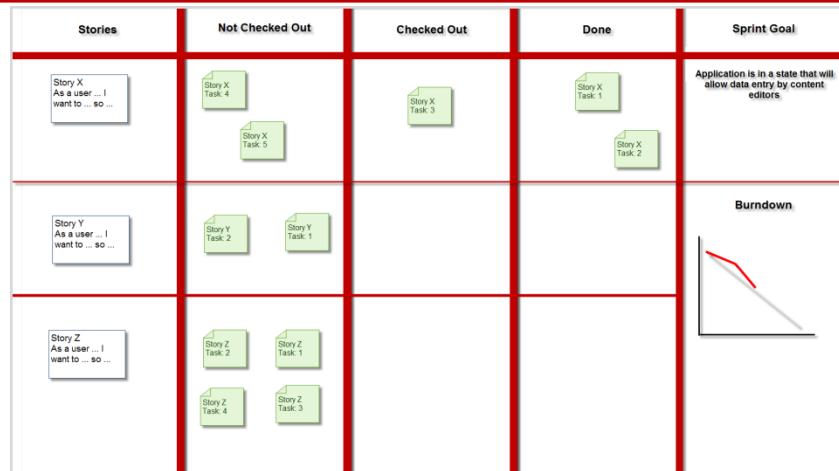 Stories
Not Checked Out
Checked Out
Done
Sprint Goal
Story X
As a user ... I
want to ... so ...
Story X
Task: 4
Story X
Task: 5
Story X
Task: 3
Story X
Task: 1
Story X
Task: 2
Application is in a state that will
allow data entry by content
editors
Story Y
As a user ... I
want to ... so ...
Story Y
Task: 2
Story Y
Task: 1
Burndown
Story Z
As a user ... I
want to ... so ...
Story Z
Task: 2
Story Z
Task: 1
Story Z
Task: 4
Story Z
Task: 3